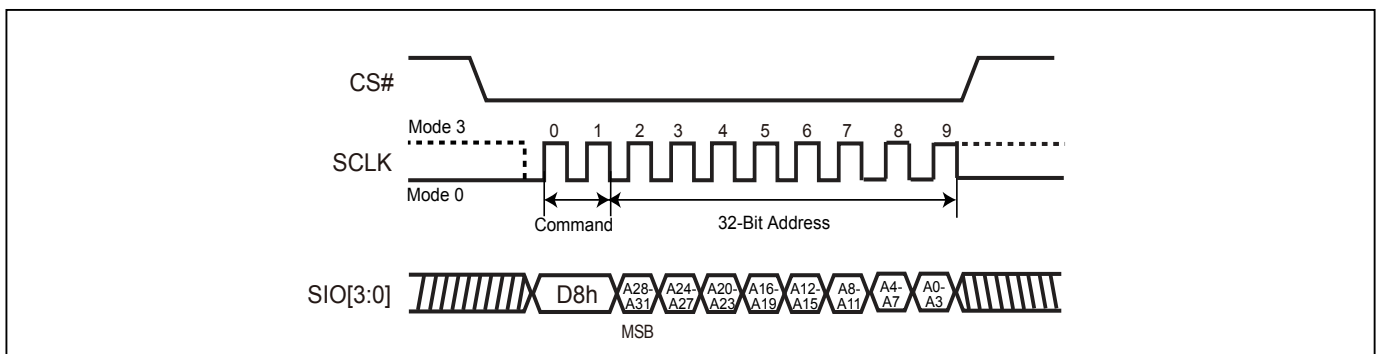 CS#
Mode 3
0 1 2 3 4 5 6 7 8 9
SCLK
Mode 0
Command
32-Bit Address
SIO[3:0]
D8h
A28-
A31
A24-
A27
A20-
A23
A16-
A19
A12-
A15
A8-
A11
A4-
A7
A0-
A3
MSB